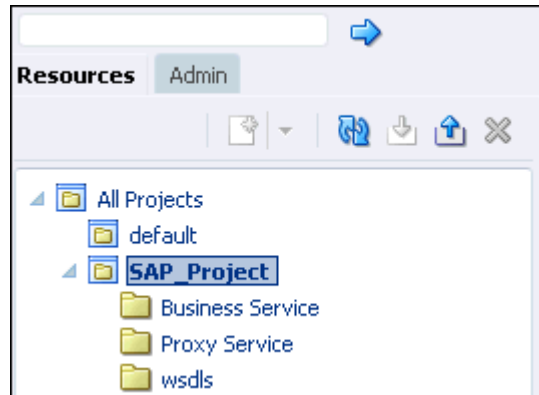 Resources Admin
All Projects
default
SAP_Project
Business Service
Proxy Service
wsdls